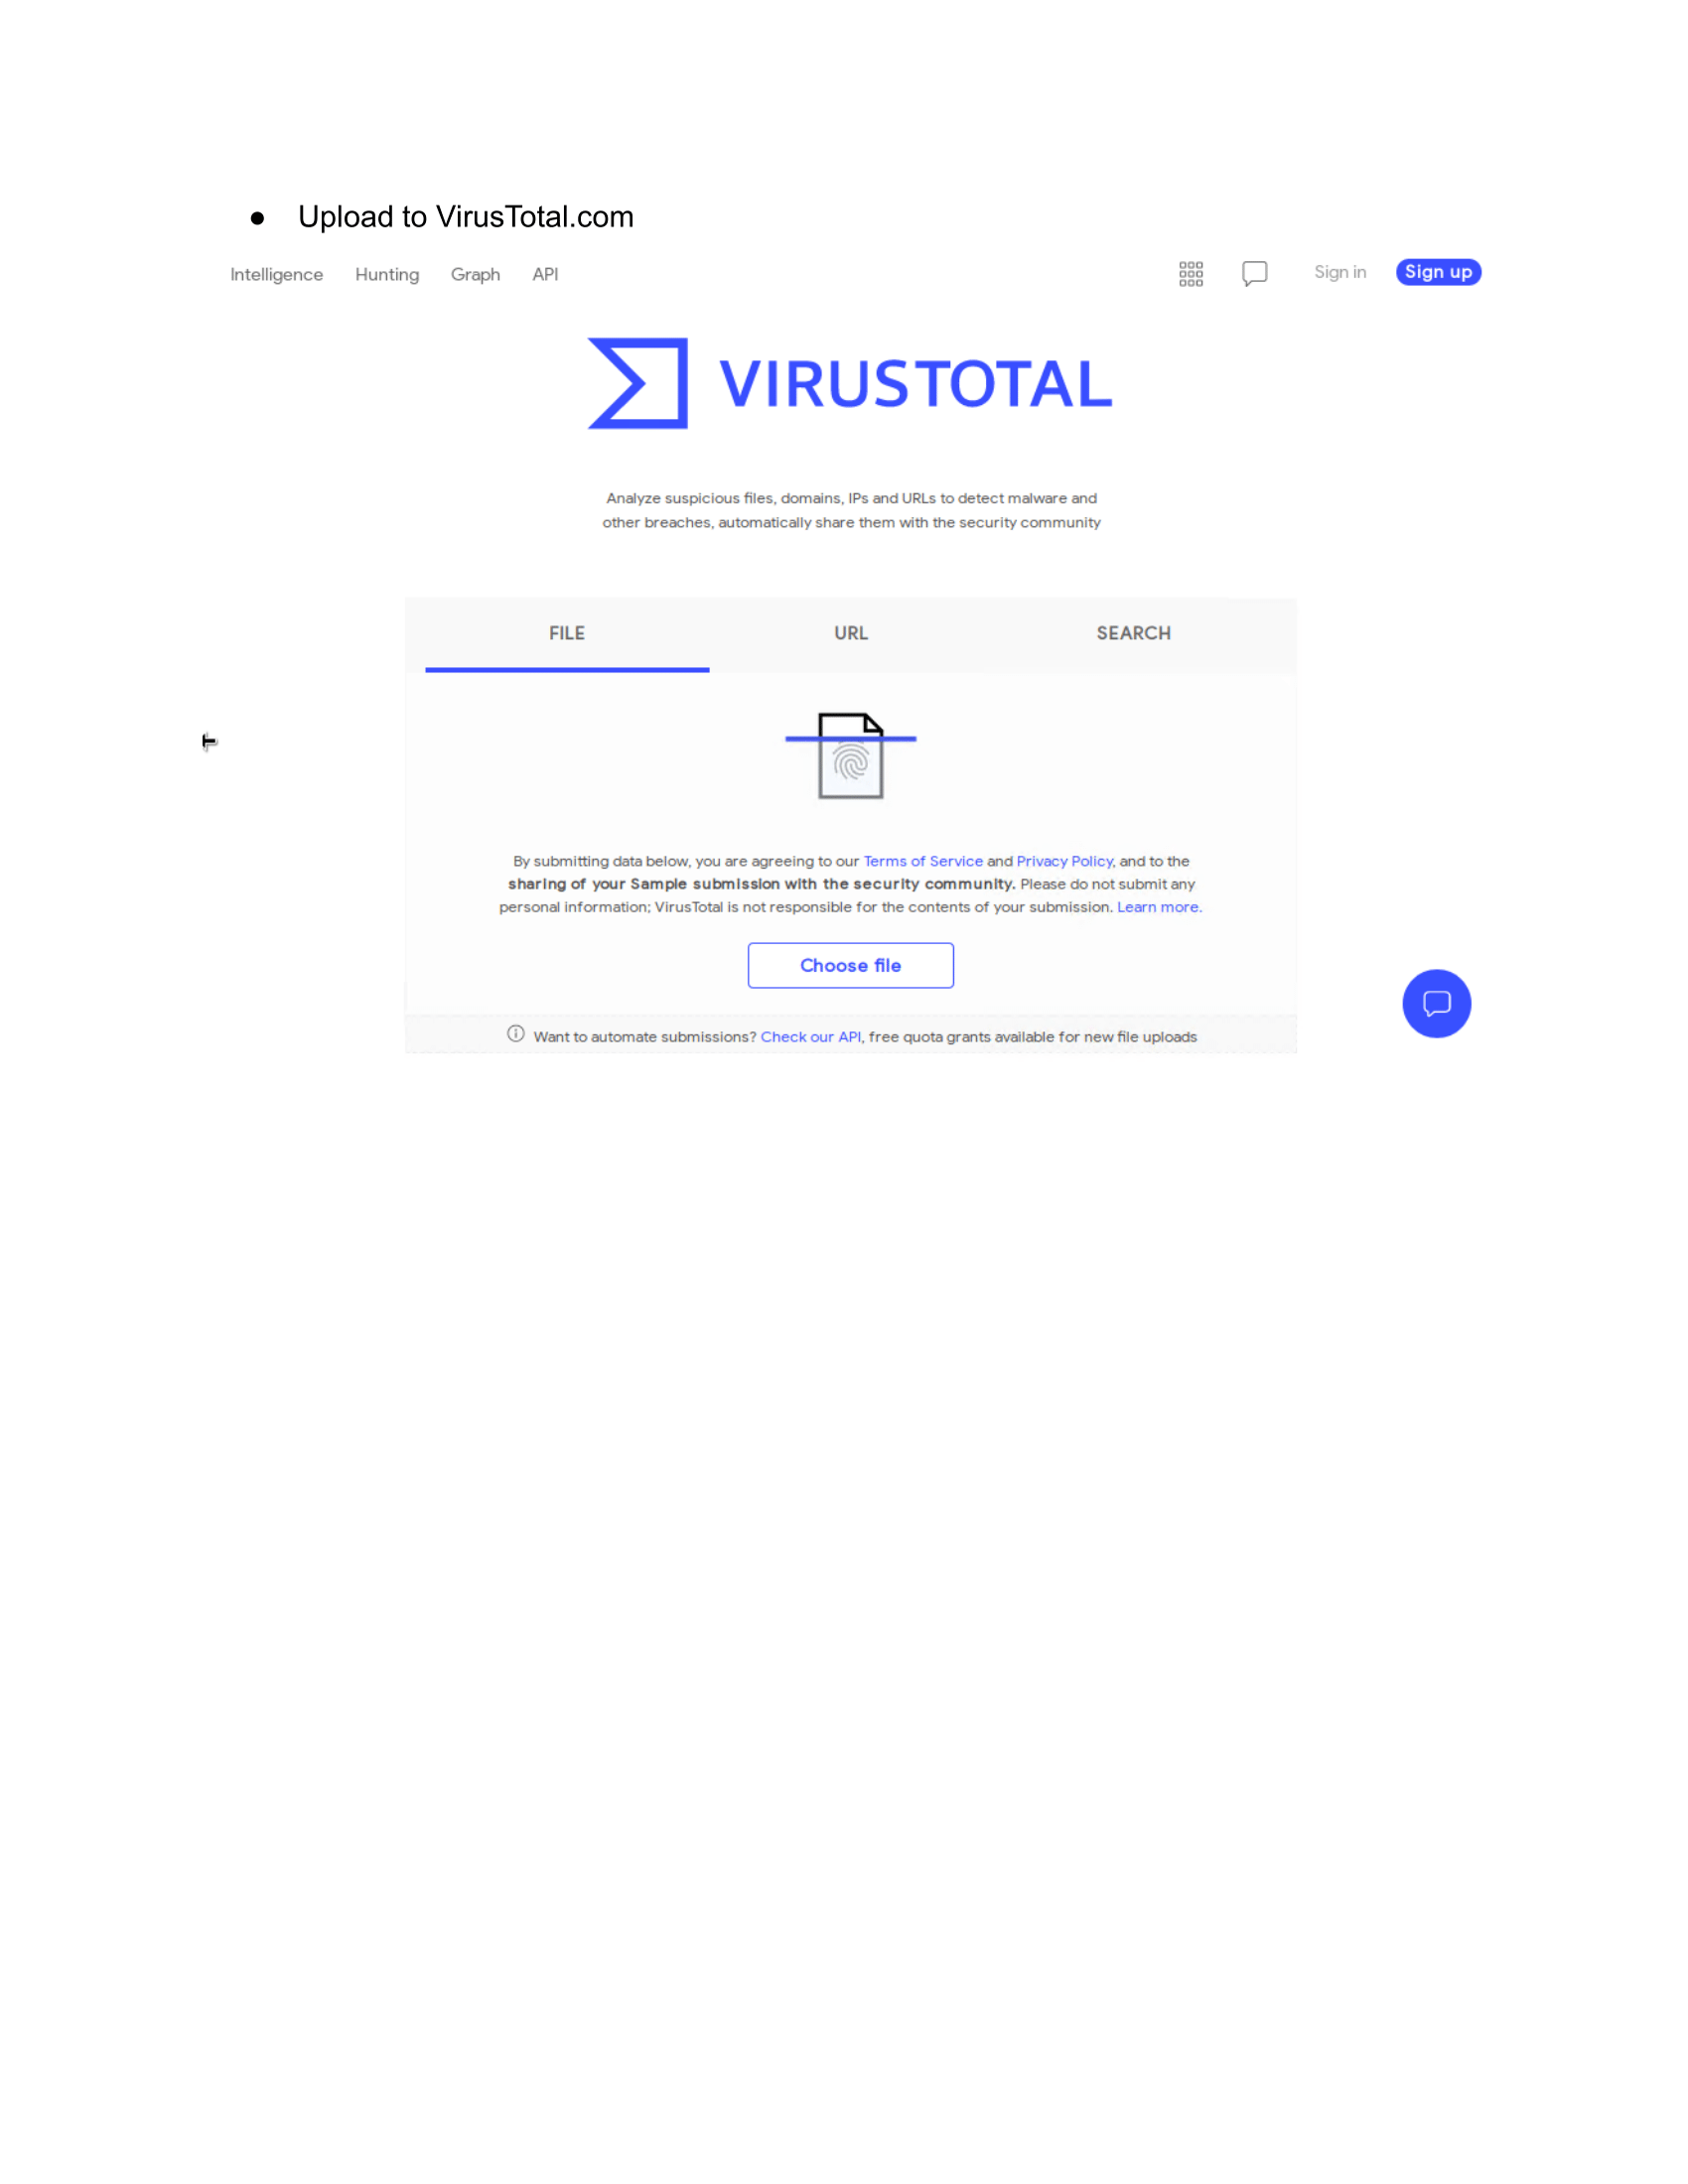 ● Upload to VirusTotal.com
Intelligence Hunting Graph API Sign in Sign up
VIRUSTOTAL
Analyze suspicious files, domains, IPs and URLs to detect malware and
other breaches, automatically share them with the security community
FILE URL SEARCH
By submitting data below, you are agreeing to our Terms of Service and Privacy Policy, and to the
sharing of your Sample submission with the security community. Please do not submit any
personal information; VirusTotal is not responsible for the contents of your submission. Learn more.
Choose file
Want to automate submissions? Check our API, free quota grants available for new file uploads